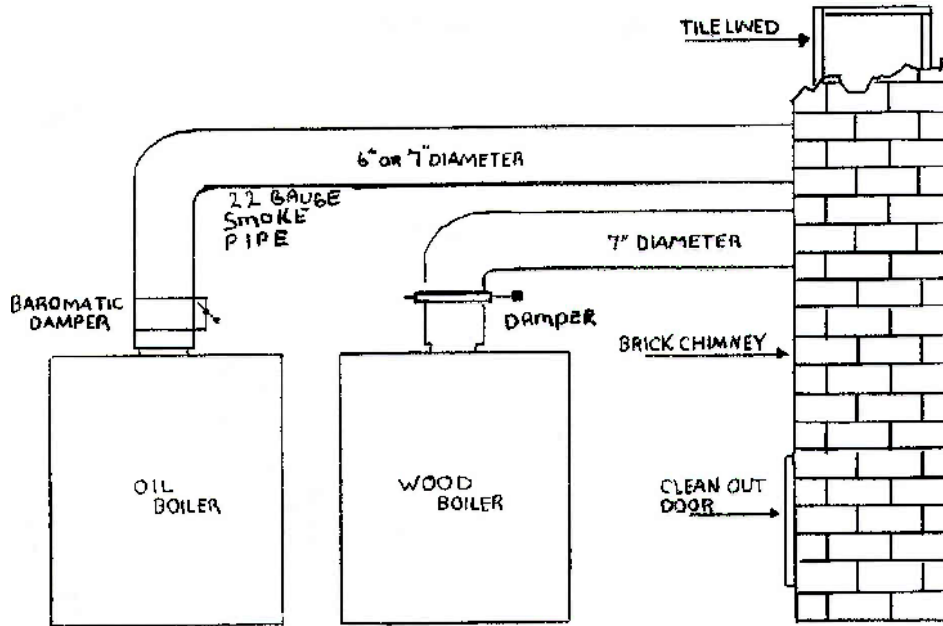 TILE LINED
6" OR 7" DIAMETER
22 GAUGE
SMOKE
PIPE
7" DIAMETER
BAROMATIC
DAMPER
DAMPER
BRICK CHIMNEY
OIL
BOILER
WOOD
BOILER
CLEAN OUT
DOOR